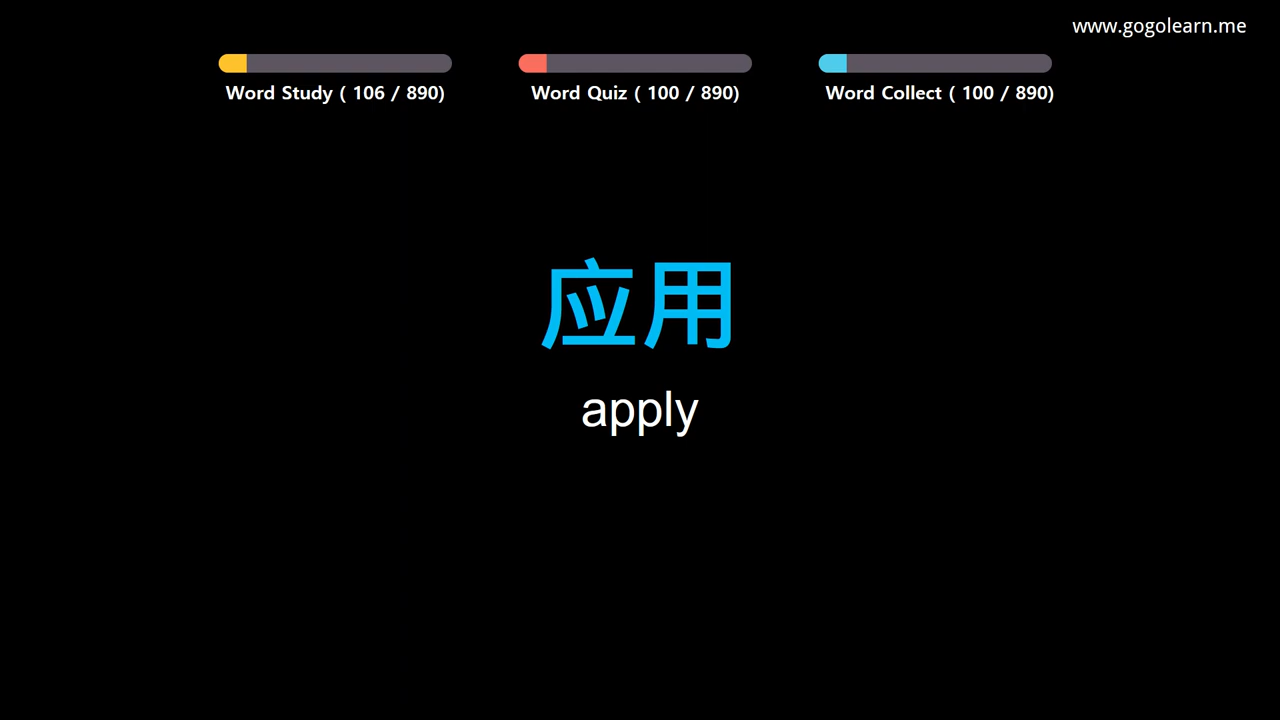 www.gogolearn.me
Word Study ( 106 / 890)
Word Quiz ( 100 / 890)
Word Collect ( 100 / 890)
应用
apply